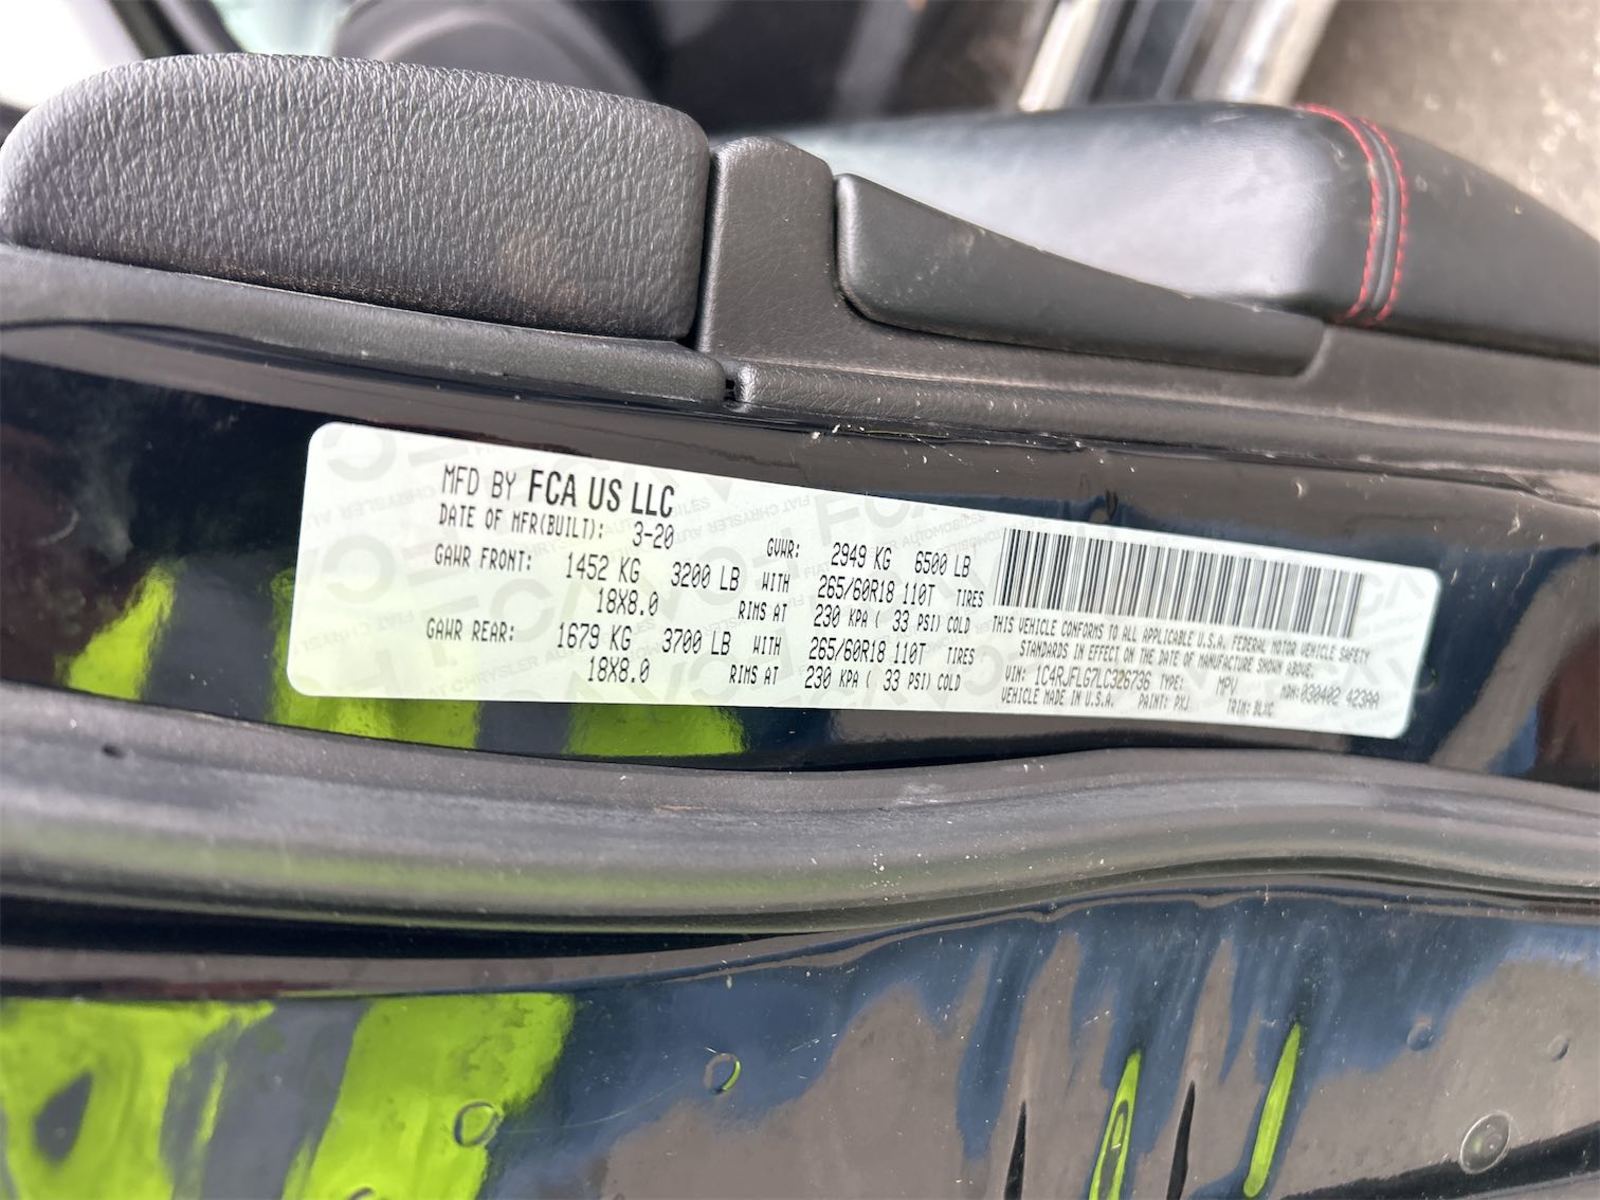 MFD BY FCA US LLC
DATE OF MFR(BUILT): 3-20
GVWR: 2949 KG 6500 LB
GAWR FRONT: 1452 KG 3200 LB WITH 265/60R18 110T TIRES
18X8.0 RIMS AT 230 KPA ( 33 PSI) COLD
GAWR REAR: 1679 KG 3700 LB WITH 265/60R18 110T TIRES
18X8.0 RIMS AT 230 KPA ( 33 PSI) COLD
THIS VEHICLE CONFORMS TO ALL APPLICABLE U.S.A. FEDERAL MOTOR VEHICLE SAFETY
STANDARDS IN EFFECT ON THE DATE OF MANUFACTURE SHOWN ABOVE.
VIN: 1C4RJFLG7LC326736 TYPE: MPV MDH: 030402 423AA
VEHICLE MADE IN U.S.A. PAINT: PXJ TRIM: